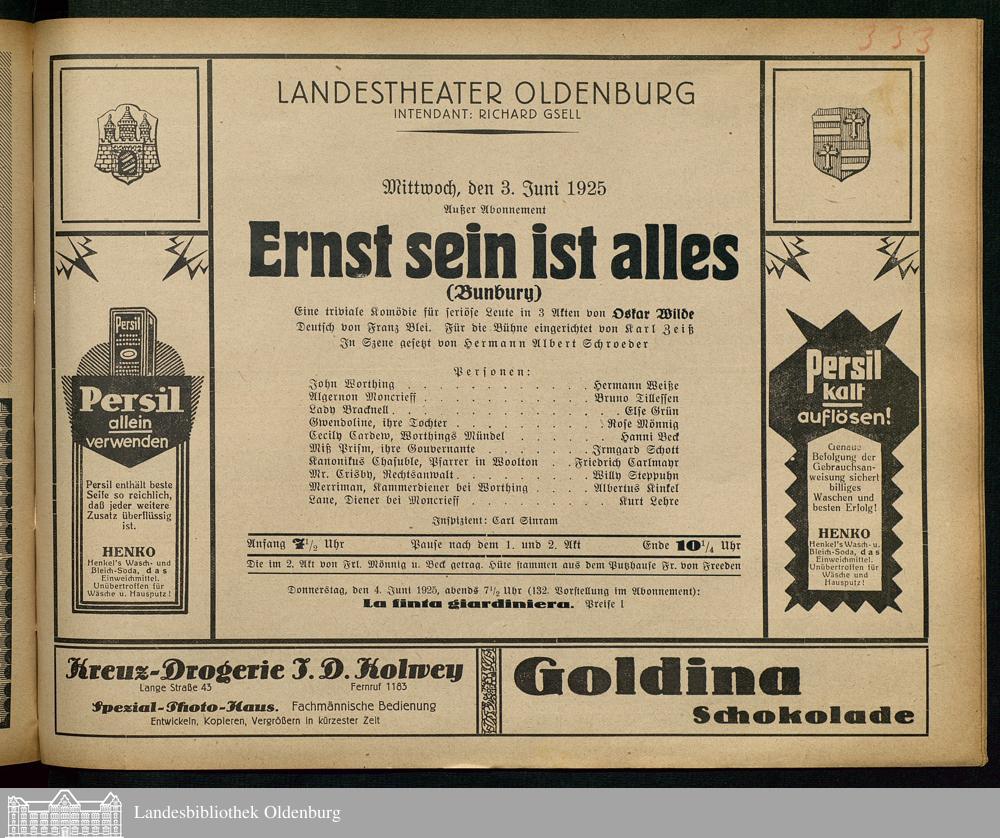 333
LANDESTHEATER OLDENBURG
INTENDANT: RICHARD GSELL
Mittwoch, den 3. Juni 1925
Außer Abonnement
Ernst sein ist alles
(Bunbury)
Eine triviale Komödie für seriöse Leute in 3 Akten von Oskar Wilde
Deutsch von Franz Blei. Für die Bühne eingerichtet von Karl Zeiß
In Szene gesetzt von Hermann Albert Schroeder
Personen:
John Worthing . . . . . . . . . . . . Hermann Weiße
Algernon Moncrieff . . . . . . . . . . . Bruno Tillessen
Lady Bracknell . . . . . . . . . . . . . Else Grün
Gwendoline, ihre Tochter . . . . . . . . . Rose Mönnig
Cecily Cardew, Worthings Mündel . . . . . . Hanni Beck
Miß Prism, ihre Gouvernante . . . . . . . Irmgard Schott
Kanonikus Chasuble, Pfarrer in Woolton . . Friedrich Carlmayr
Mr. Crisby, Rechtsanwalt . . . . . . . . . Willy Steppuhn
Merriman, Kammerdiener bei Worthing . . . . Albertus Kinkel
Lane, Diener bei Moncrieff . . . . . . . . Kurt Lehre
Inspizient: Carl Sinram
Anfang 7 1/2 Uhr Pause nach dem 1. und 2. Akt Ende 10 1/4 Uhr
Die im 2. Akt von Frl. Mönnig u. Beck getrag. Hüte stammen aus dem Putzhause Fr. von Freeden
Donnerstag, den 4. Juni 1925, abends 7 1/2 Uhr (132. Vorstellung im Abonnement):
La finta giardiniera. Preise I
Persil
Persil
allein
verwenden
Persil enthält beste
Seife so reichlich,
daß jeder weitere
Zusatz überflüssig
ist.
HENKO
Henkel's Wasch- und
Bleich-Soda, das
Einweichmittel.
Unübertroffen für
Wäsche u. Hausputz!
Persil
kalt
auflösen!
Genaue
Befolgung der
Gebrauchsan-
weisung sichert
billiges
Waschen und
besten Erfolg!
HENKO
Henkel's Wasch- u.
Bleich-Soda, das
Einweichmittel.
Unübertroffen für
Wäsche und
Hausputz!
Kreuz-Drogerie J. D. Kolwey
Lange Straße 43 Fernruf 1183
Spezial-Photo-Haus. Fachmännische Bedienung
Entwickeln, Kopieren, Vergrößern in kürzester Zeit
Goldina
Schokolade
Landesbibliothek Oldenburg